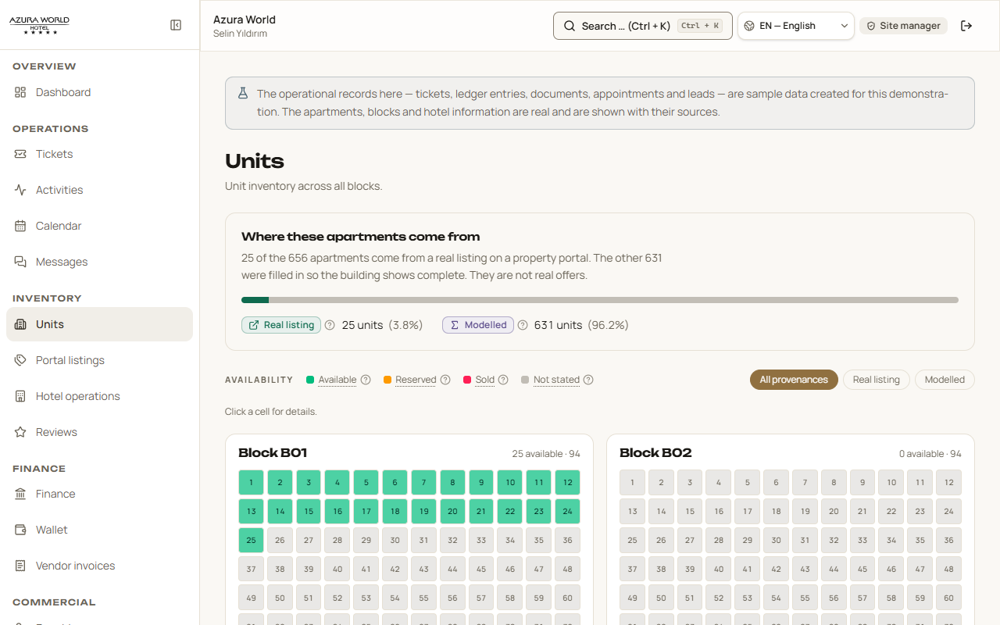 AZURA WORLD
HOTEL
★★★★★
OVERVIEW
Dashboard
OPERATIONS
Tickets
Activities
Calendar
Messages
INVENTORY
Units
Portal listings
Hotel operations
Reviews
FINANCE
Finance
Wallet
Vendor invoices
COMMERCIAL
Azura World
Selin Yıldırım
Search ... (Ctrl + K) Ctrl + K
EN — English
Site manager
The operational records here — tickets, ledger entries, documents, appointments and leads — are sample data created for this demonstra-
tion. The apartments, blocks and hotel information are real and are shown with their sources.
Units
Unit inventory across all blocks.
Where these apartments come from
25 of the 656 apartments come from a real listing on a property portal. The other 631
were filled in so the building shows complete. They are not real offers.
Real listing 25 units (3.8%) Modelled 631 units (96.2%)
AVAILABILITY Available Reserved Sold Not stated
All provenances Real listing Modelled
Click a cell for details.
Block B01 25 available · 94
1 2 3 4 5 6 7 8 9 10 11 12
13 14 15 16 17 18 19 20 21 22 23 24
25 26 27 28 29 30 31 32 33 34 35 36
37 38 39 40 41 42 43 44 45 46 47 48
49 50 51 52 53 54 55 56 57 58 59 60
Block B02 0 available · 94
1 2 3 4 5 6 7 8 9 10 11 12
13 14 15 16 17 18 19 20 21 22 23 24
25 26 27 28 29 30 31 32 33 34 35 36
37 38 39 40 41 42 43 44 45 46 47 48
49 50 51 52 53 54 55 56 57 58 59 60